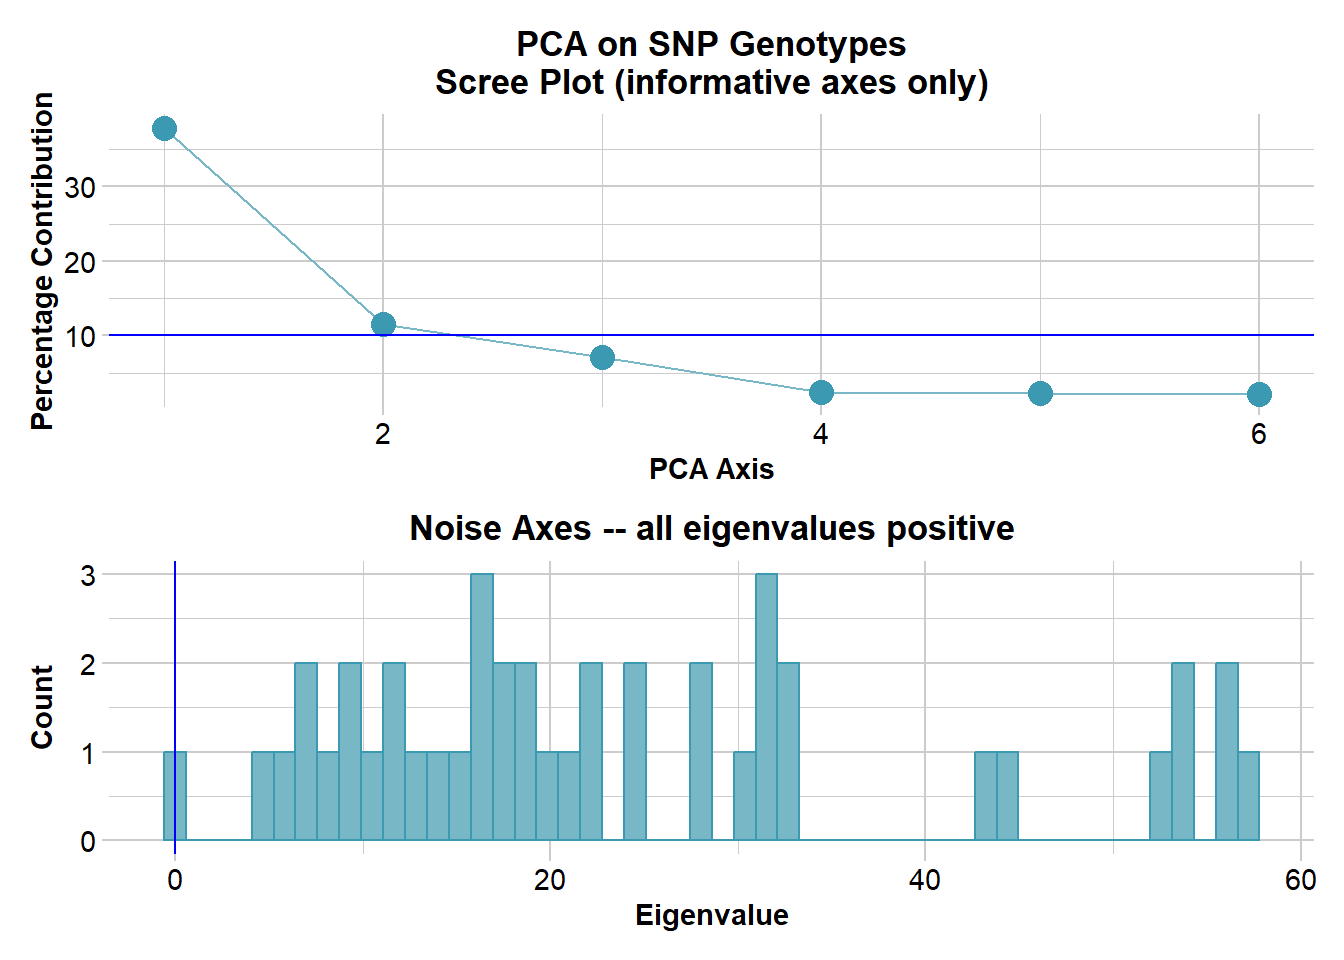 PCA on SNP Genotypes
Scree Plot (informative axes only)
Percentage Contribution
30
20
10
2
4
6
PCA Axis
Noise Axes -- all eigenvalues positive
Count
3
2
1
0
0
20
40
60
Eigenvalue